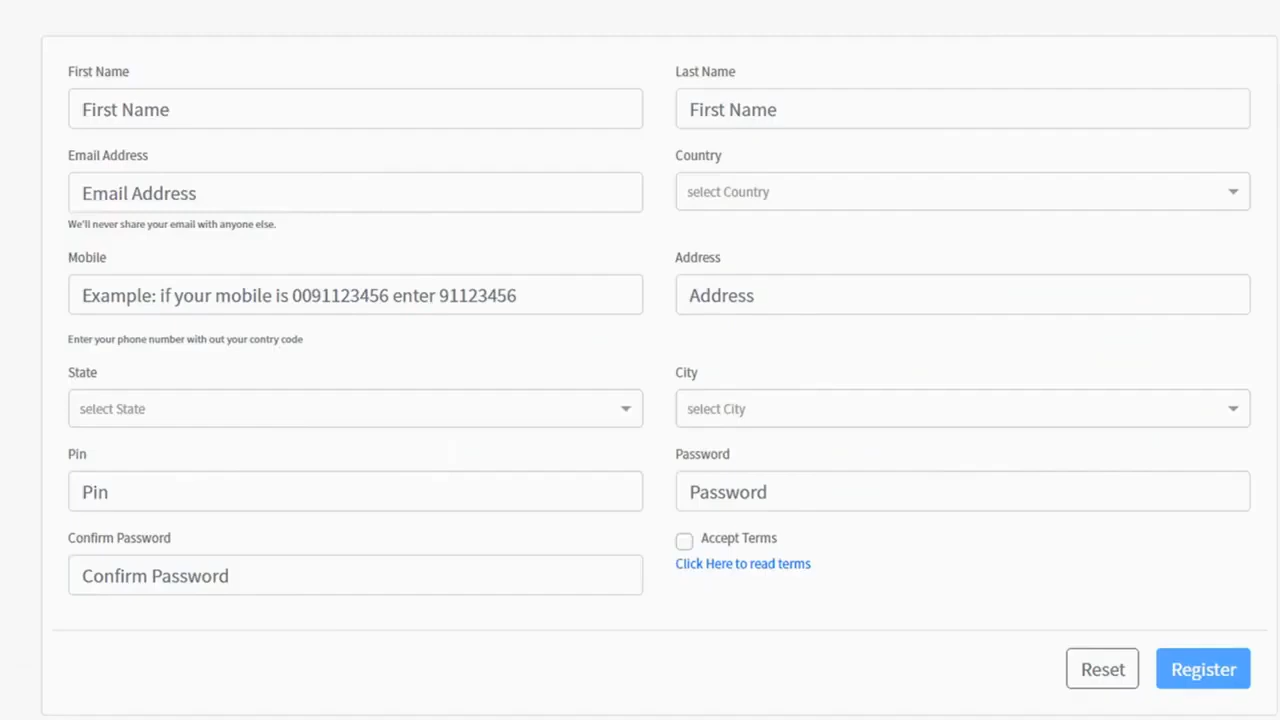 First Name
Last Name
First Name
First Name
Email Address
Country
Email Address
select Country
We'll never share your email with anyone else.
Mobile
Address
Example: if your mobile is 0091123456 enter 91123456
Address
Enter your phone number with out your contry code
State
City
select State
select City
Pin
Password
Pin
Password
Confirm Password
Accept Terms
Click Here to read terms
Confirm Password
Reset
Register